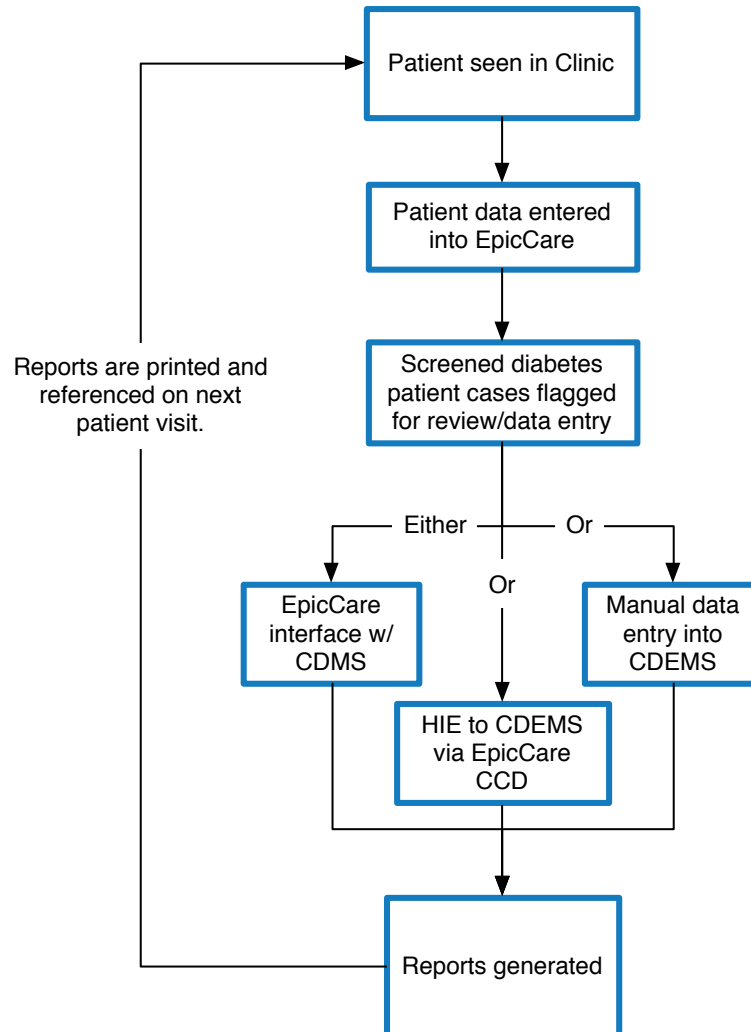 Patient seen in Clinic
Patient data entered
into EpicCare
Reports are printed and
referenced on next
patient visit.
Screened diabetes
patient cases flagged
for review/data entry
Either
Or
Or
EpicCare
interface w/
CDMS
Manual data
entry into
CDEMS
HIE to CDEMS
via EpicCare
CCD
Reports generated